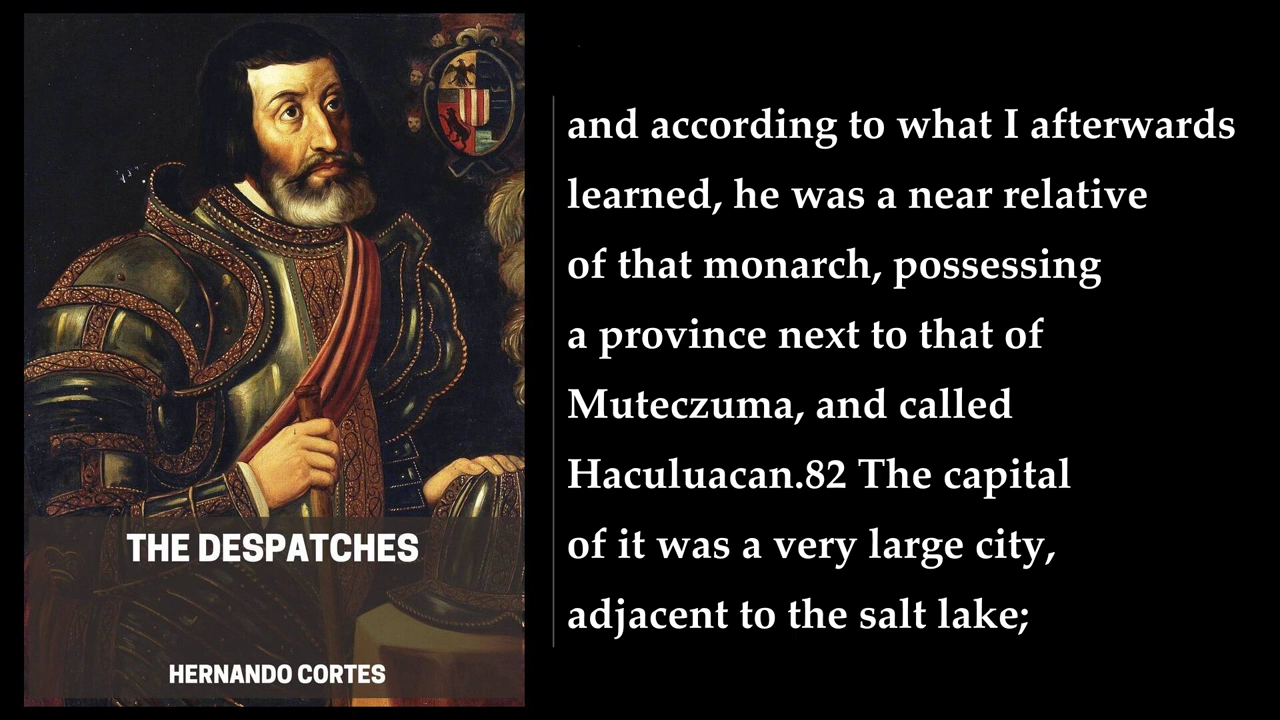 THE DESPATCHES
HERNANDO CORTES
and according to what I afterwards
learned, he was a near relative
of that monarch, possessing
a province next to that of
Muteczuma, and called
Haculuacan.82 The capital
of it was a very large city,
adjacent to the salt lake;